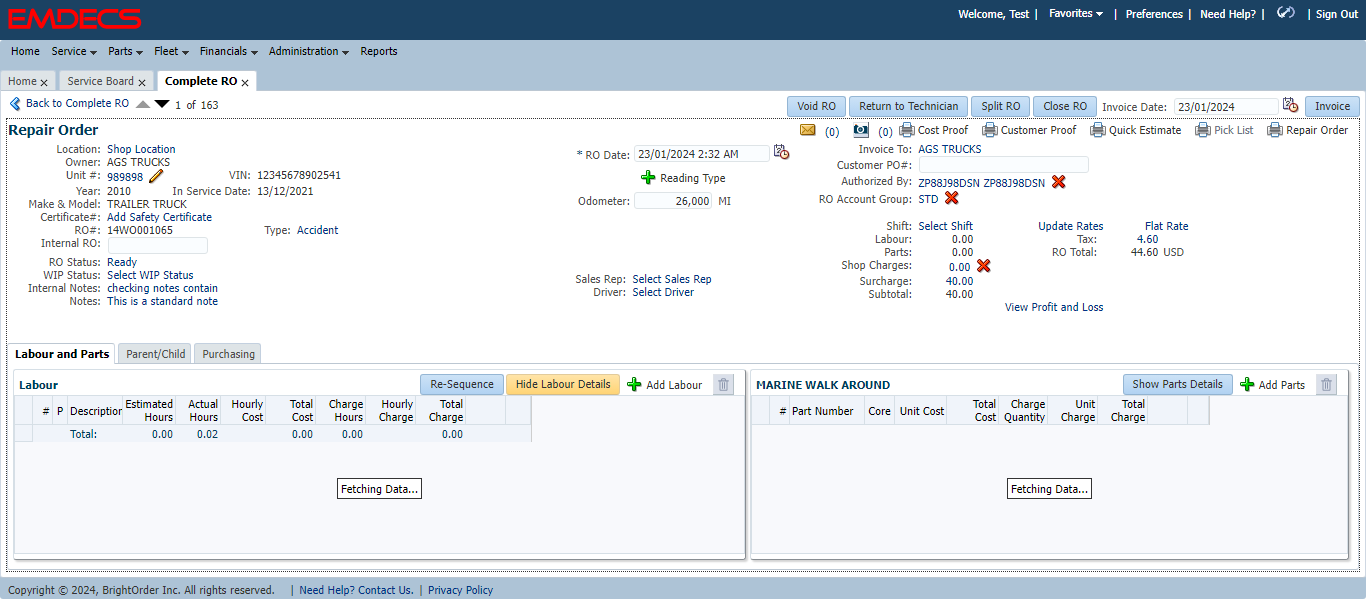 EMDECS
Welcome, Test | Favorites | Preferences | Need Help? | | Sign Out
Home Service Parts Fleet Financials Administration Reports
Home Service Board Complete RO
Back to Complete RO 1 of 163 Void RO Return to Technician Split RO Close RO Invoice Date: 23/01/2024 Invoice
Repair Order (0) (0) Cost Proof Customer Proof Quick Estimate Pick List Repair Order
Location: Shop Location * RO Date: 23/01/2024 2:32 AM Invoice To: AGS TRUCKS
Owner: AGS TRUCKS Customer PO#:
Unit #: 989898 VIN: 12345678902541 Reading Type Authorized By: ZP88J98DSN ZP88J98DSN
Year: 2010 In Service Date: 13/12/2021
Make & Model: TRAILER TRUCK Odometer: 26,000 MI RO Account Group: STD
Certificate#: Add Safety Certificate
RO#: 14WO001065 Type: Accident Shift: Select Shift Update Rates Flat Rate
Internal RO: Labour: 0.00 Tax: 4.60
Parts: 0.00 RO Total: 44.60 USD
RO Status: Ready Shop Charges: 0.00
WIP Status: Select WIP Status Sales Rep: Select Sales Rep Surcharge: 40.00
Internal Notes: checking notes contain Driver: Select Driver Subtotal: 40.00
Notes: This is a standard note View Profit and Loss
Labour and Parts Parent/Child Purchasing
Labour Re-Sequence Hide Labour Details Add Labour MARINE WALK AROUND Show Parts Details Add Parts
# P Description Estimated Hours Actual Hours Hourly Cost Total Cost Charge Hours Hourly Charge Total Charge # Part Number Core Unit Cost Total Cost Charge Quantity Unit Charge Total Charge
Total: 0.00 0.02 0.00 0.00 0.00
Fetching Data... Fetching Data...
Copyright © 2024, BrightOrder Inc. All rights reserved. | Need Help? Contact Us. | Privacy Policy